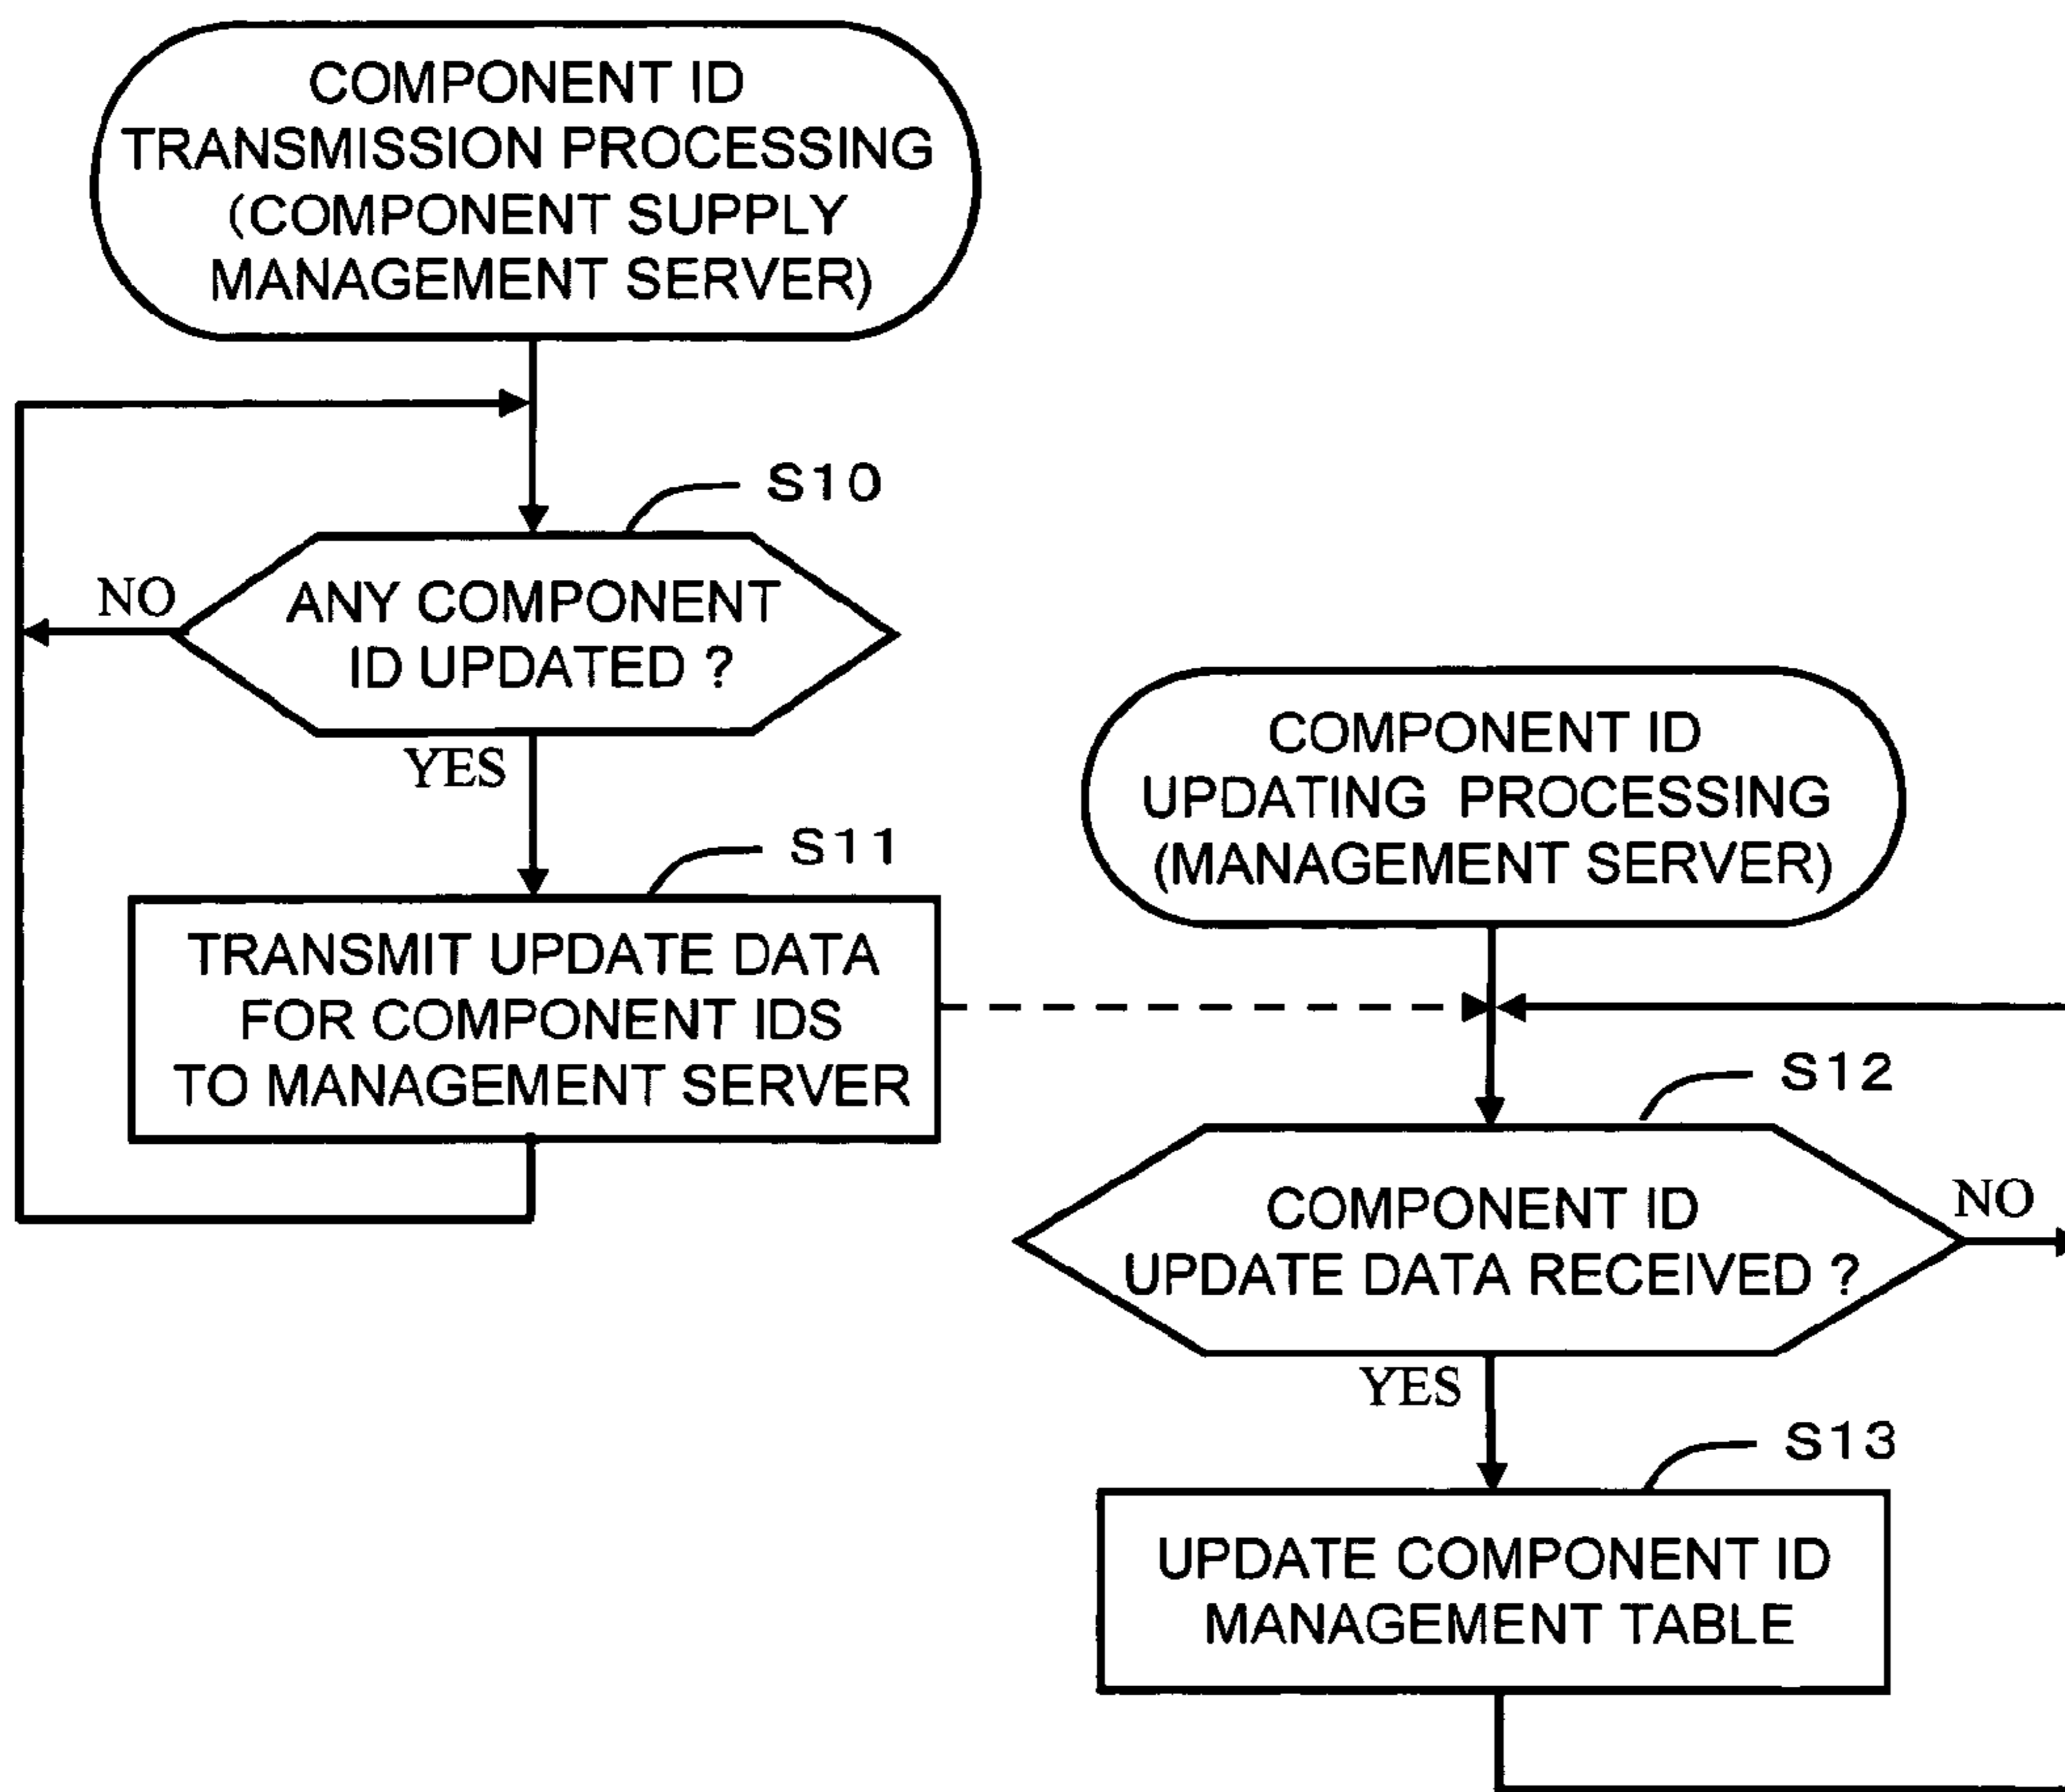 COMPONENT ID
TRANSMISSION PROCESSING
(COMPONENT SUPPLY
MANAGEMENT SERVER)
S10
NO
ANY COMPONENT
ID UPDATED ?
YES
S11
TRANSMIT UPDATE DATA
FOR COMPONENT IDS
TO MANAGEMENT SERVER
COMPONENT ID
UPDATING PROCESSING
(MANAGEMENT SERVER)
S12
COMPONENT ID
UPDATE DATA RECEIVED ?
NO
YES
S13
UPDATE COMPONENT ID
MANAGEMENT TABLE